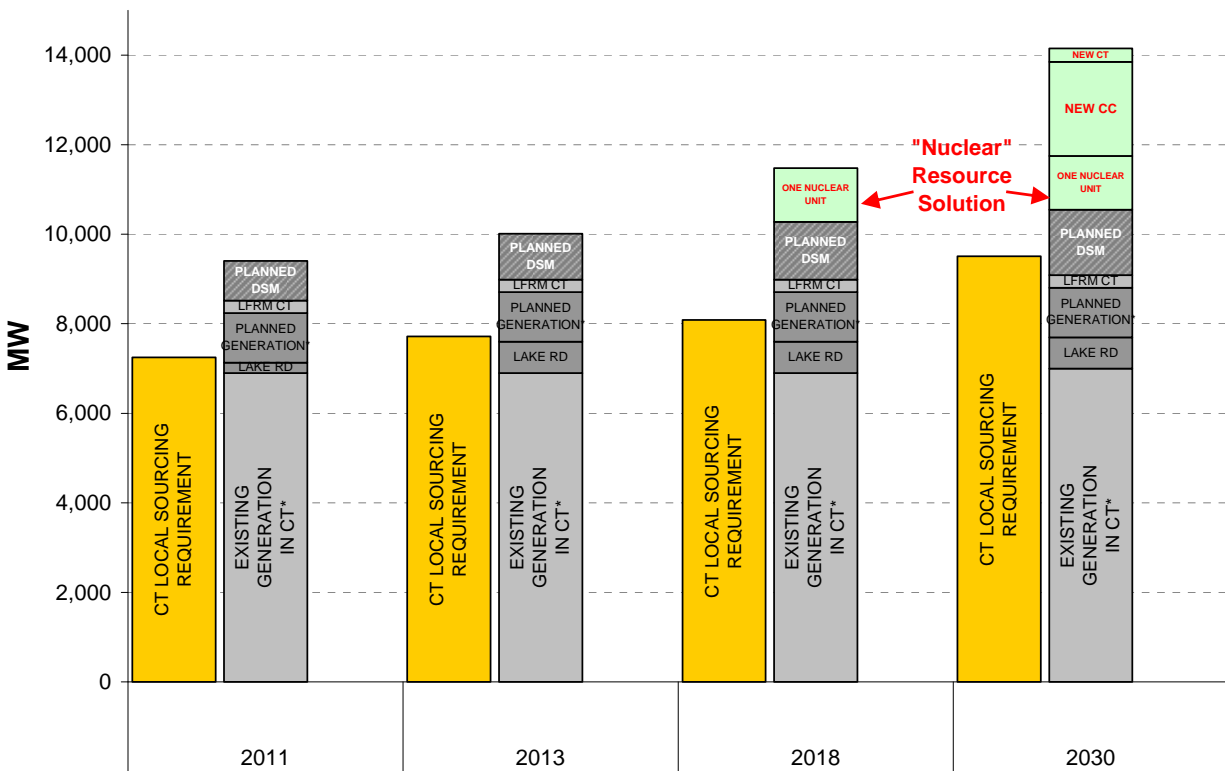 14,000
12,000
10,000
8,000
6,000
4,000
2,000
0
MW
CT LOCAL SOURCING
REQUIREMENT
PLANNED
DSM
LFRM CT
PLANNED
GENERATION*
LAKE RD
EXISTING
GENERATION
IN CT*
CT LOCAL SOURCING
REQUIREMENT
PLANNED
DSM
LFRM CT
PLANNED
GENERATION*
LAKE RD
EXISTING
GENERATION
IN CT*
CT LOCAL SOURCING
REQUIREMENT
ONE NUCLEAR
UNIT
PLANNED
DSM
LFRM CT
PLANNED
GENERATION*
LAKE RD
EXISTING
GENERATION
IN CT*
"Nuclear"
Resource
Solution
CT LOCAL SOURCING
REQUIREMENT
NEW CT
NEW CC
ONE NUCLEAR
UNIT
PLANNED
DSM
LFRM CT
PLANNED
GENERATION*
LAKE RD
EXISTING
GENERATION
IN CT*
2011
2013
2018
2030